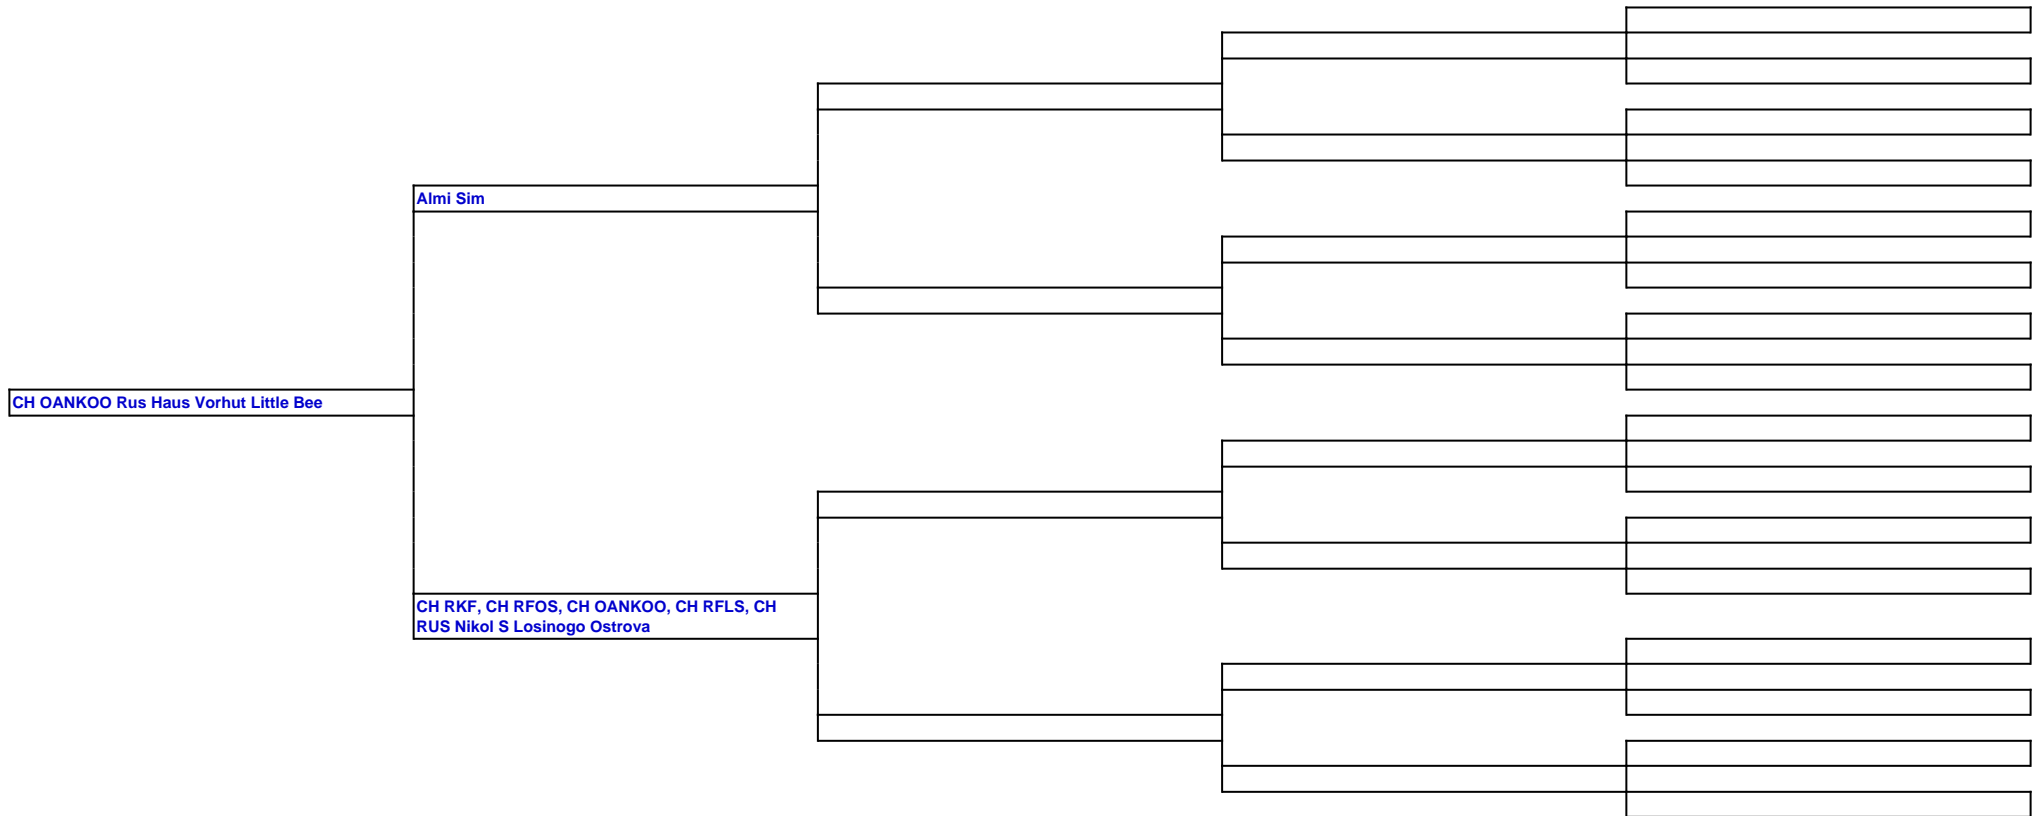 Almi Sim
CH OANKOO Rus Haus Vorhut Little Bee
CH RKF, CH RFOS, CH OANKOO, CH RFLS, CH
RUS Nikol S Losinogo Ostrova